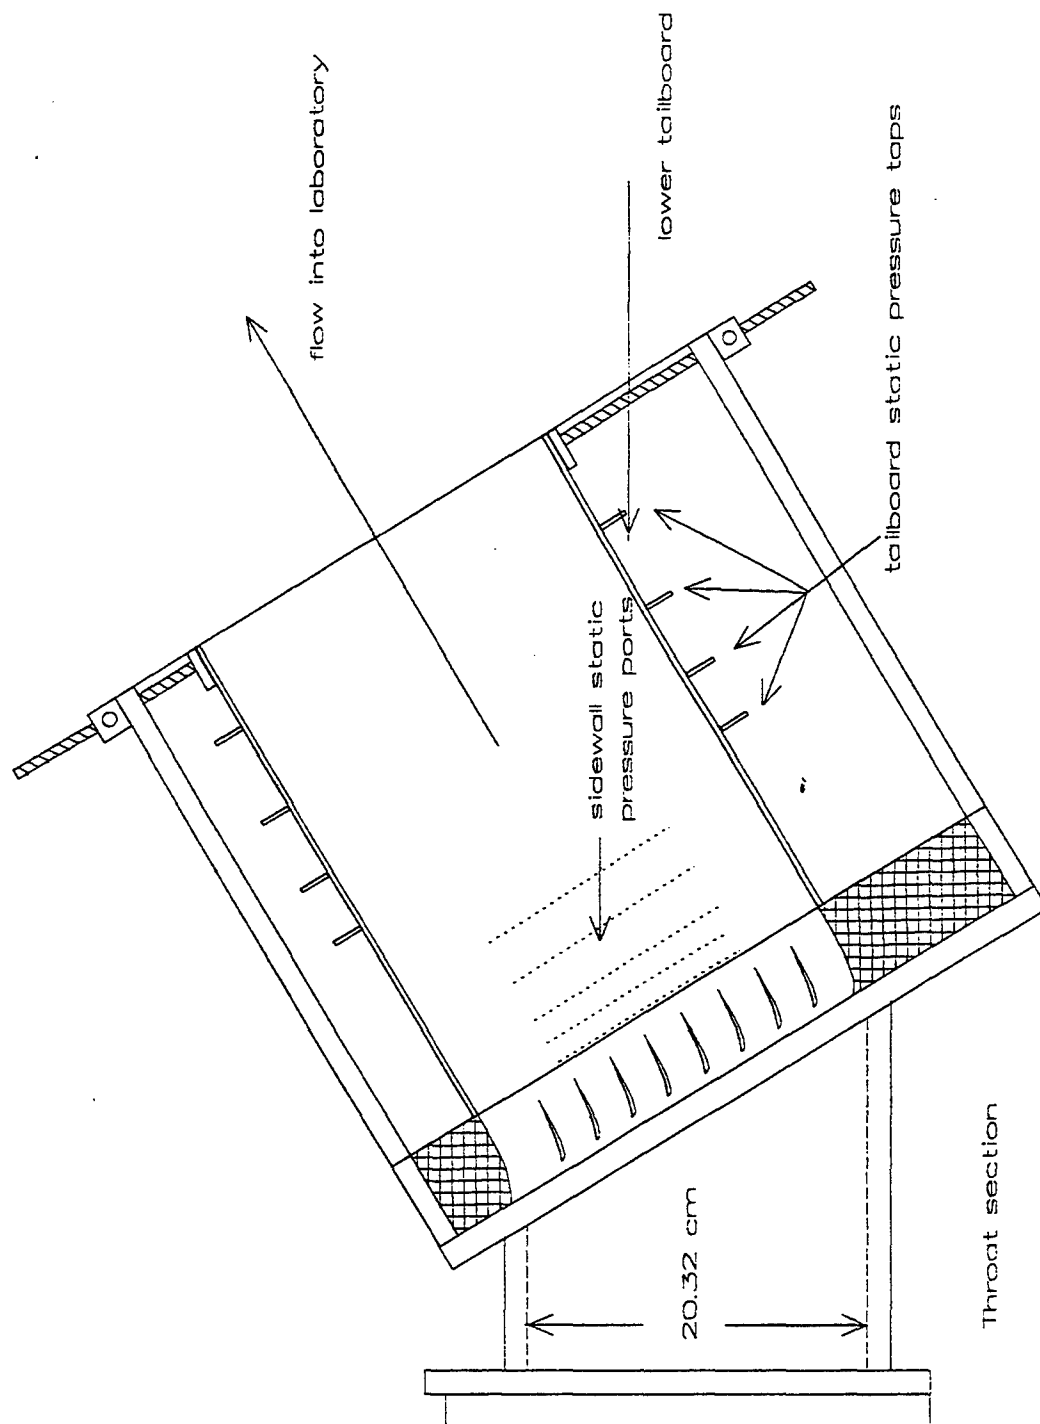 flow into laboratory
lower tailboard
sidewall static
pressure ports
tailboard static pressure taps
20.32 cm
Throat section